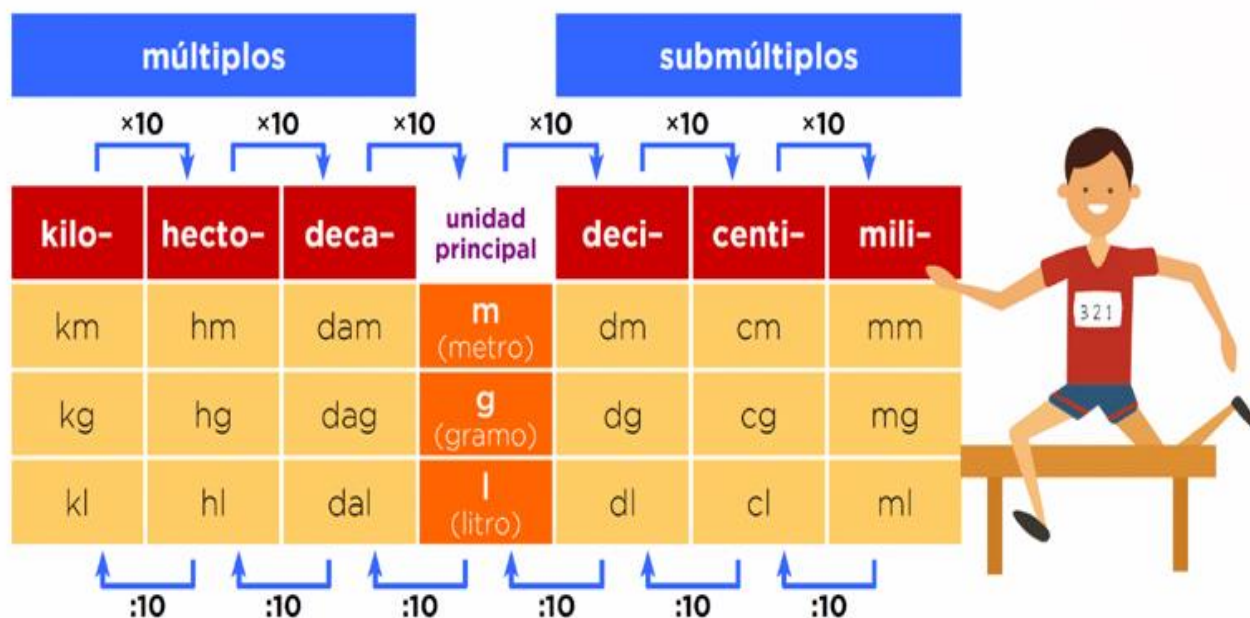 múltiplos submúltiplos
×10 ×10 ×10 ×10 ×10 ×10
kilo- hecto- deca- unidad principal deci- centi- mili-
km hm dam m (metro) dm cm mm
kg hg dag g (gramo) dg cg mg
kl hl dal l (litro) dl cl ml
:10 :10 :10 :10 :10 :10
321